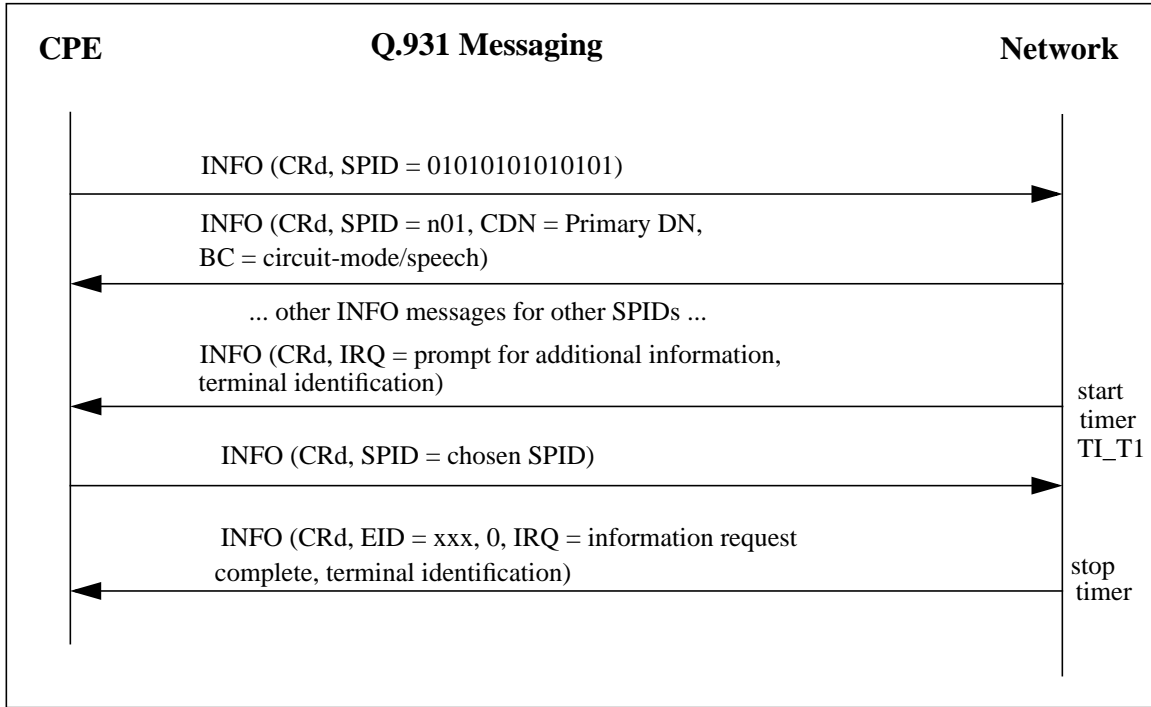 CPE
Q.931 Messaging
Network
INFO (CRd, SPID = 01010101010101)
INFO (CRd, SPID = n01, CDN = Primary DN,
BC = circuit-mode/speech)
... other INFO messages for other SPIDs ...
INFO (CRd, IRQ = prompt for additional information,
terminal identification)
start
timer
TI_T1
INFO (CRd, SPID = chosen SPID)
INFO (CRd, EID = xxx, 0, IRQ = information request
complete, terminal identification)
stop
timer